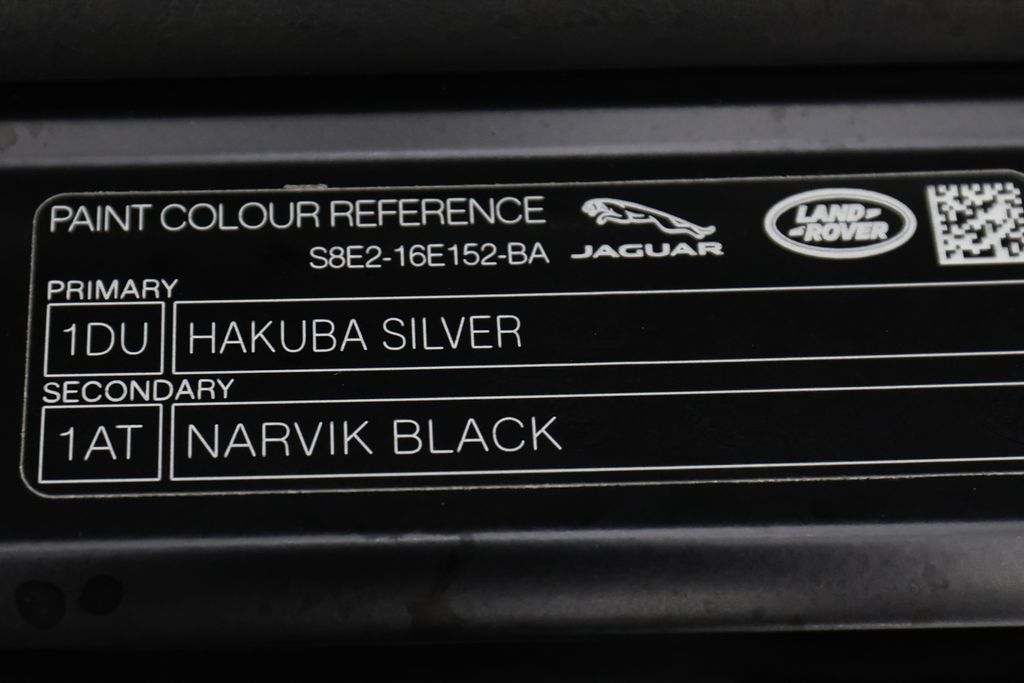 PAINT COLOUR REFERENCE
S8E2-16E152-BA
JAGUAR
LAND
ROVER
PRIMARY
1DU HAKUBA SILVER
SECONDARY
1AT NARVIK BLACK